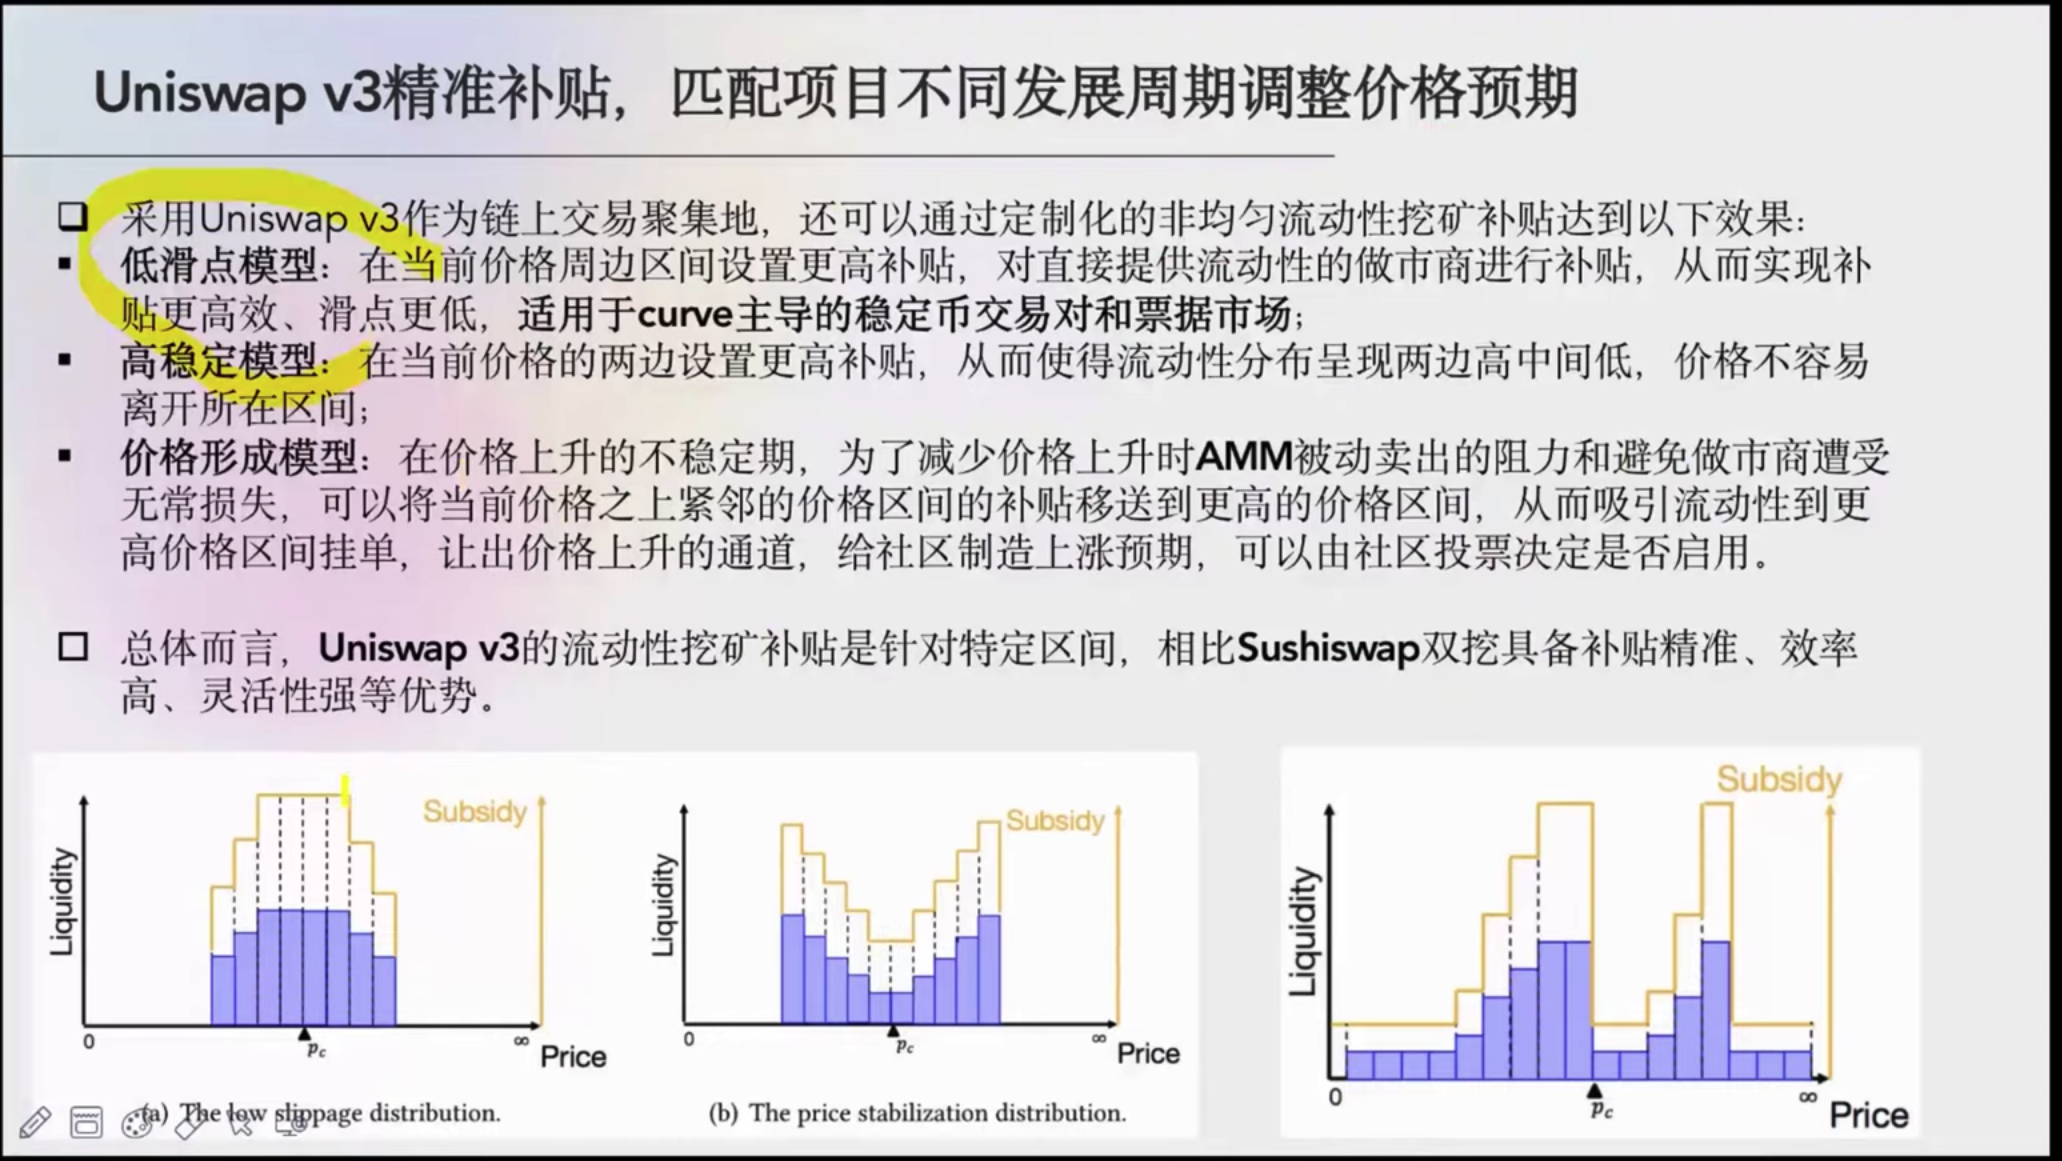 Uniswap v3精准补贴，匹配项目不同发展周期调整价格预期
采用Uniswap v3作为链上交易聚集地，还可以通过定制化的非均匀流动性挖矿补贴达到以下效果：
低滑点模型：在当前价格周边区间设置更高补贴，对直接提供流动性的做市商进行补贴，从而实现补
贴更高效、滑点更低，适用于curve主导的稳定币交易对和票据市场；
高稳定模型：在当前价格的两边设置更高补贴，从而使得流动性分布呈现两边高中间低，价格不容易
离开所在区间；
价格形成模型：在价格上升的不稳定期，为了减少价格上升时AMM被动卖出的阻力和避免做市商遭受
无常损失，可以将当前价格之上紧邻的价格区间的补贴移送到更高的价格区间，从而吸引流动性到更
高价格区间挂单，让出价格上升的通道，给社区制造上涨预期，可以由社区投票决定是否启用。
总体而言，Uniswap v3的流动性挖矿补贴是针对特定区间，相比Sushiswap双挖具备补贴精准、效率
高、灵活性强等优势。
Liquidity
Subsidy
0
pc
∞
Price
(a) The low slippage distribution.
Liquidity
Subsidy
0
pc
∞
Price
(b) The price stabilization distribution.
Liquidity
Subsidy
0
pc
∞
Price